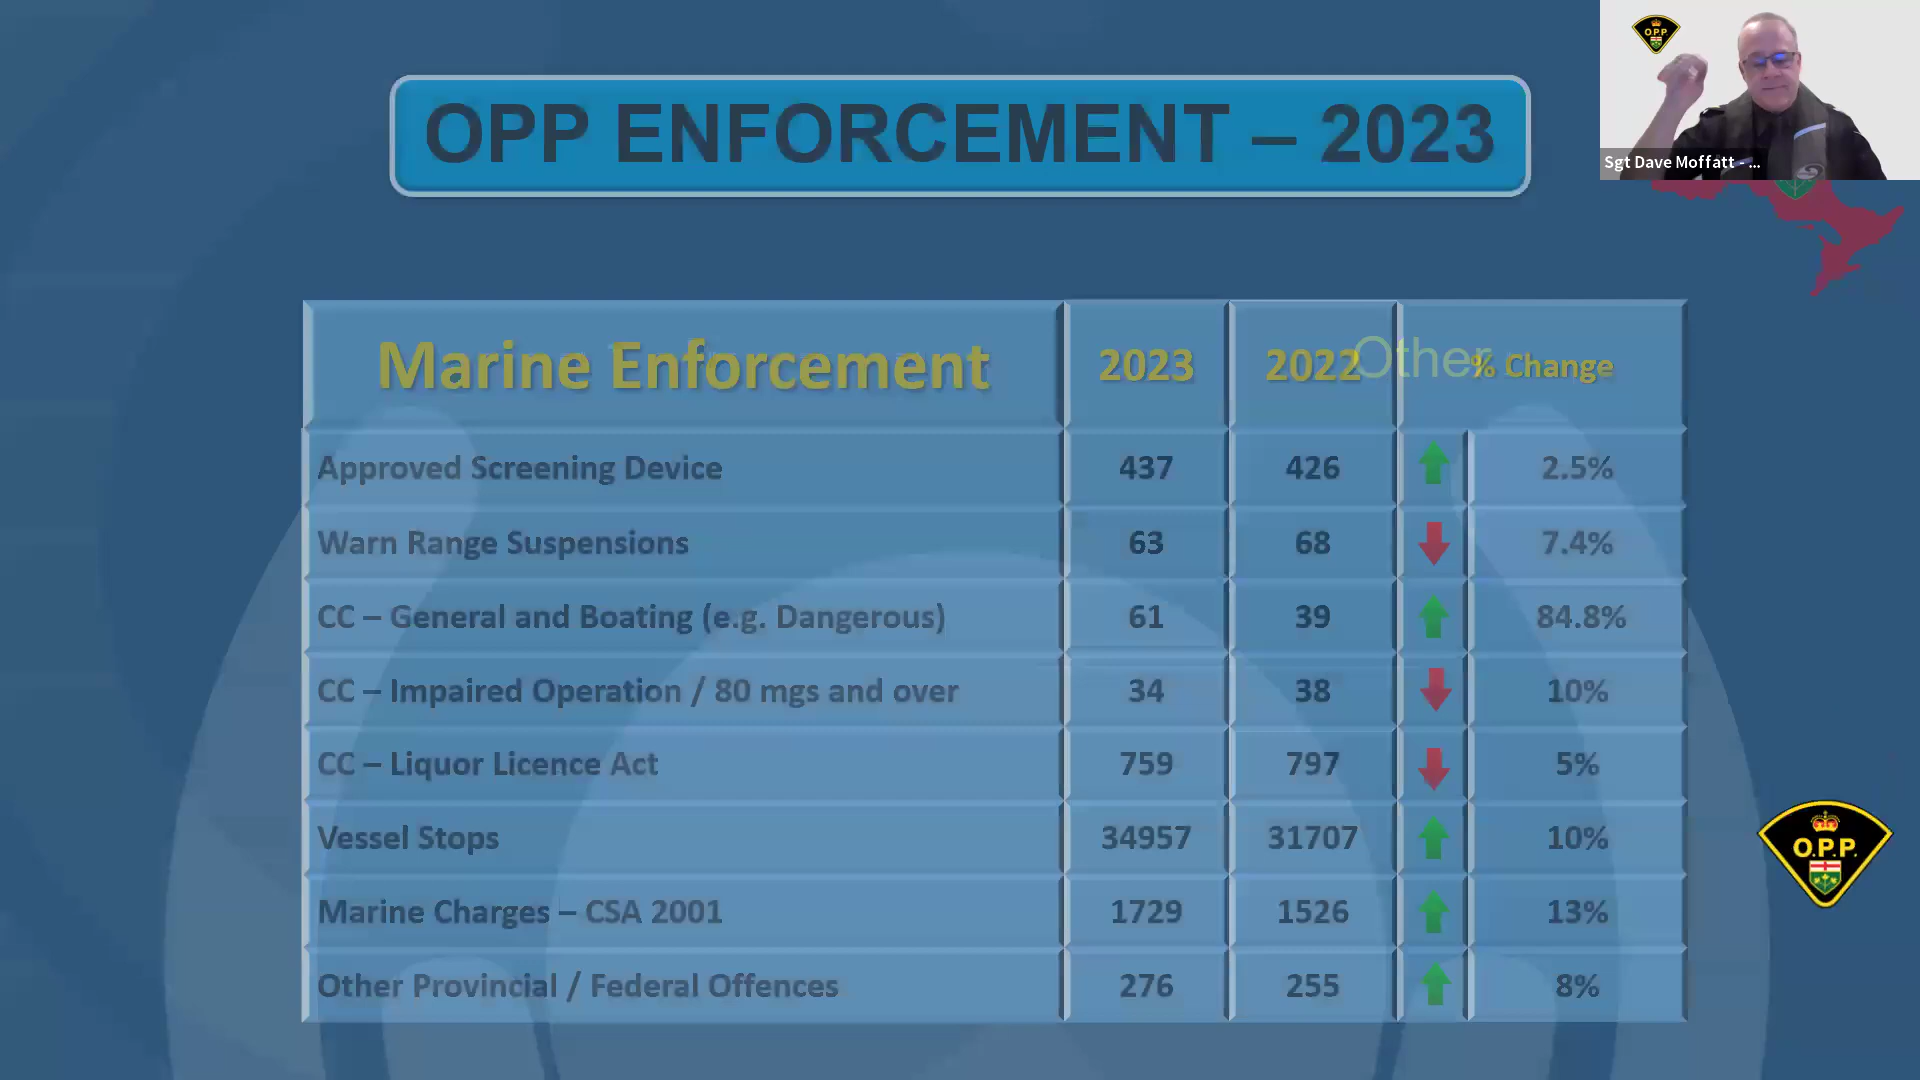 OPP
OPP ENFORCEMENT – 2023
Sgt Dave Moffatt - ...
Marine Enforcement 2023 2022 % Change
Other
Approved Screening Device 437 426 2.5%
Warn Range Suspensions 63 68 7.4%
CC – General and Boating (e.g. Dangerous) 61 39 84.8%
CC – Impaired Operation / 80 mgs and over 34 38 10%
CC – Liquor Licence Act 759 797 5%
Vessel Stops 34957 31707 10%
Marine Charges – CSA 2001 1729 1526 13%
Other Provincial / Federal Offences 276 255 8%
O.P.P.